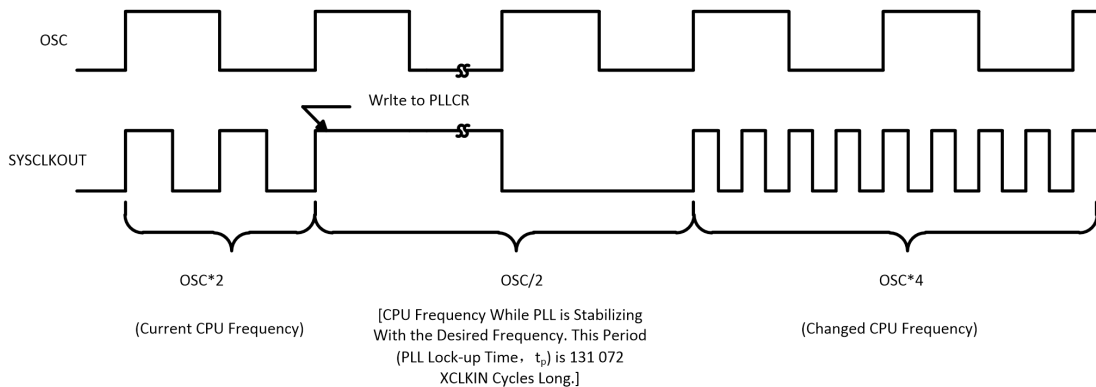 OSC
WrIte to PLLCR
SYSCLKOUT
OSC*2
OSC/2
OSC*4
(Current CPU Frequency)
[CPU Frequency While PLL is Stabilizing
With the Desired Frequency. This Period
(PLL Lock-up Time，tp) is 131 072
XCLKIN Cycles Long.]
(Changed CPU Frequency)